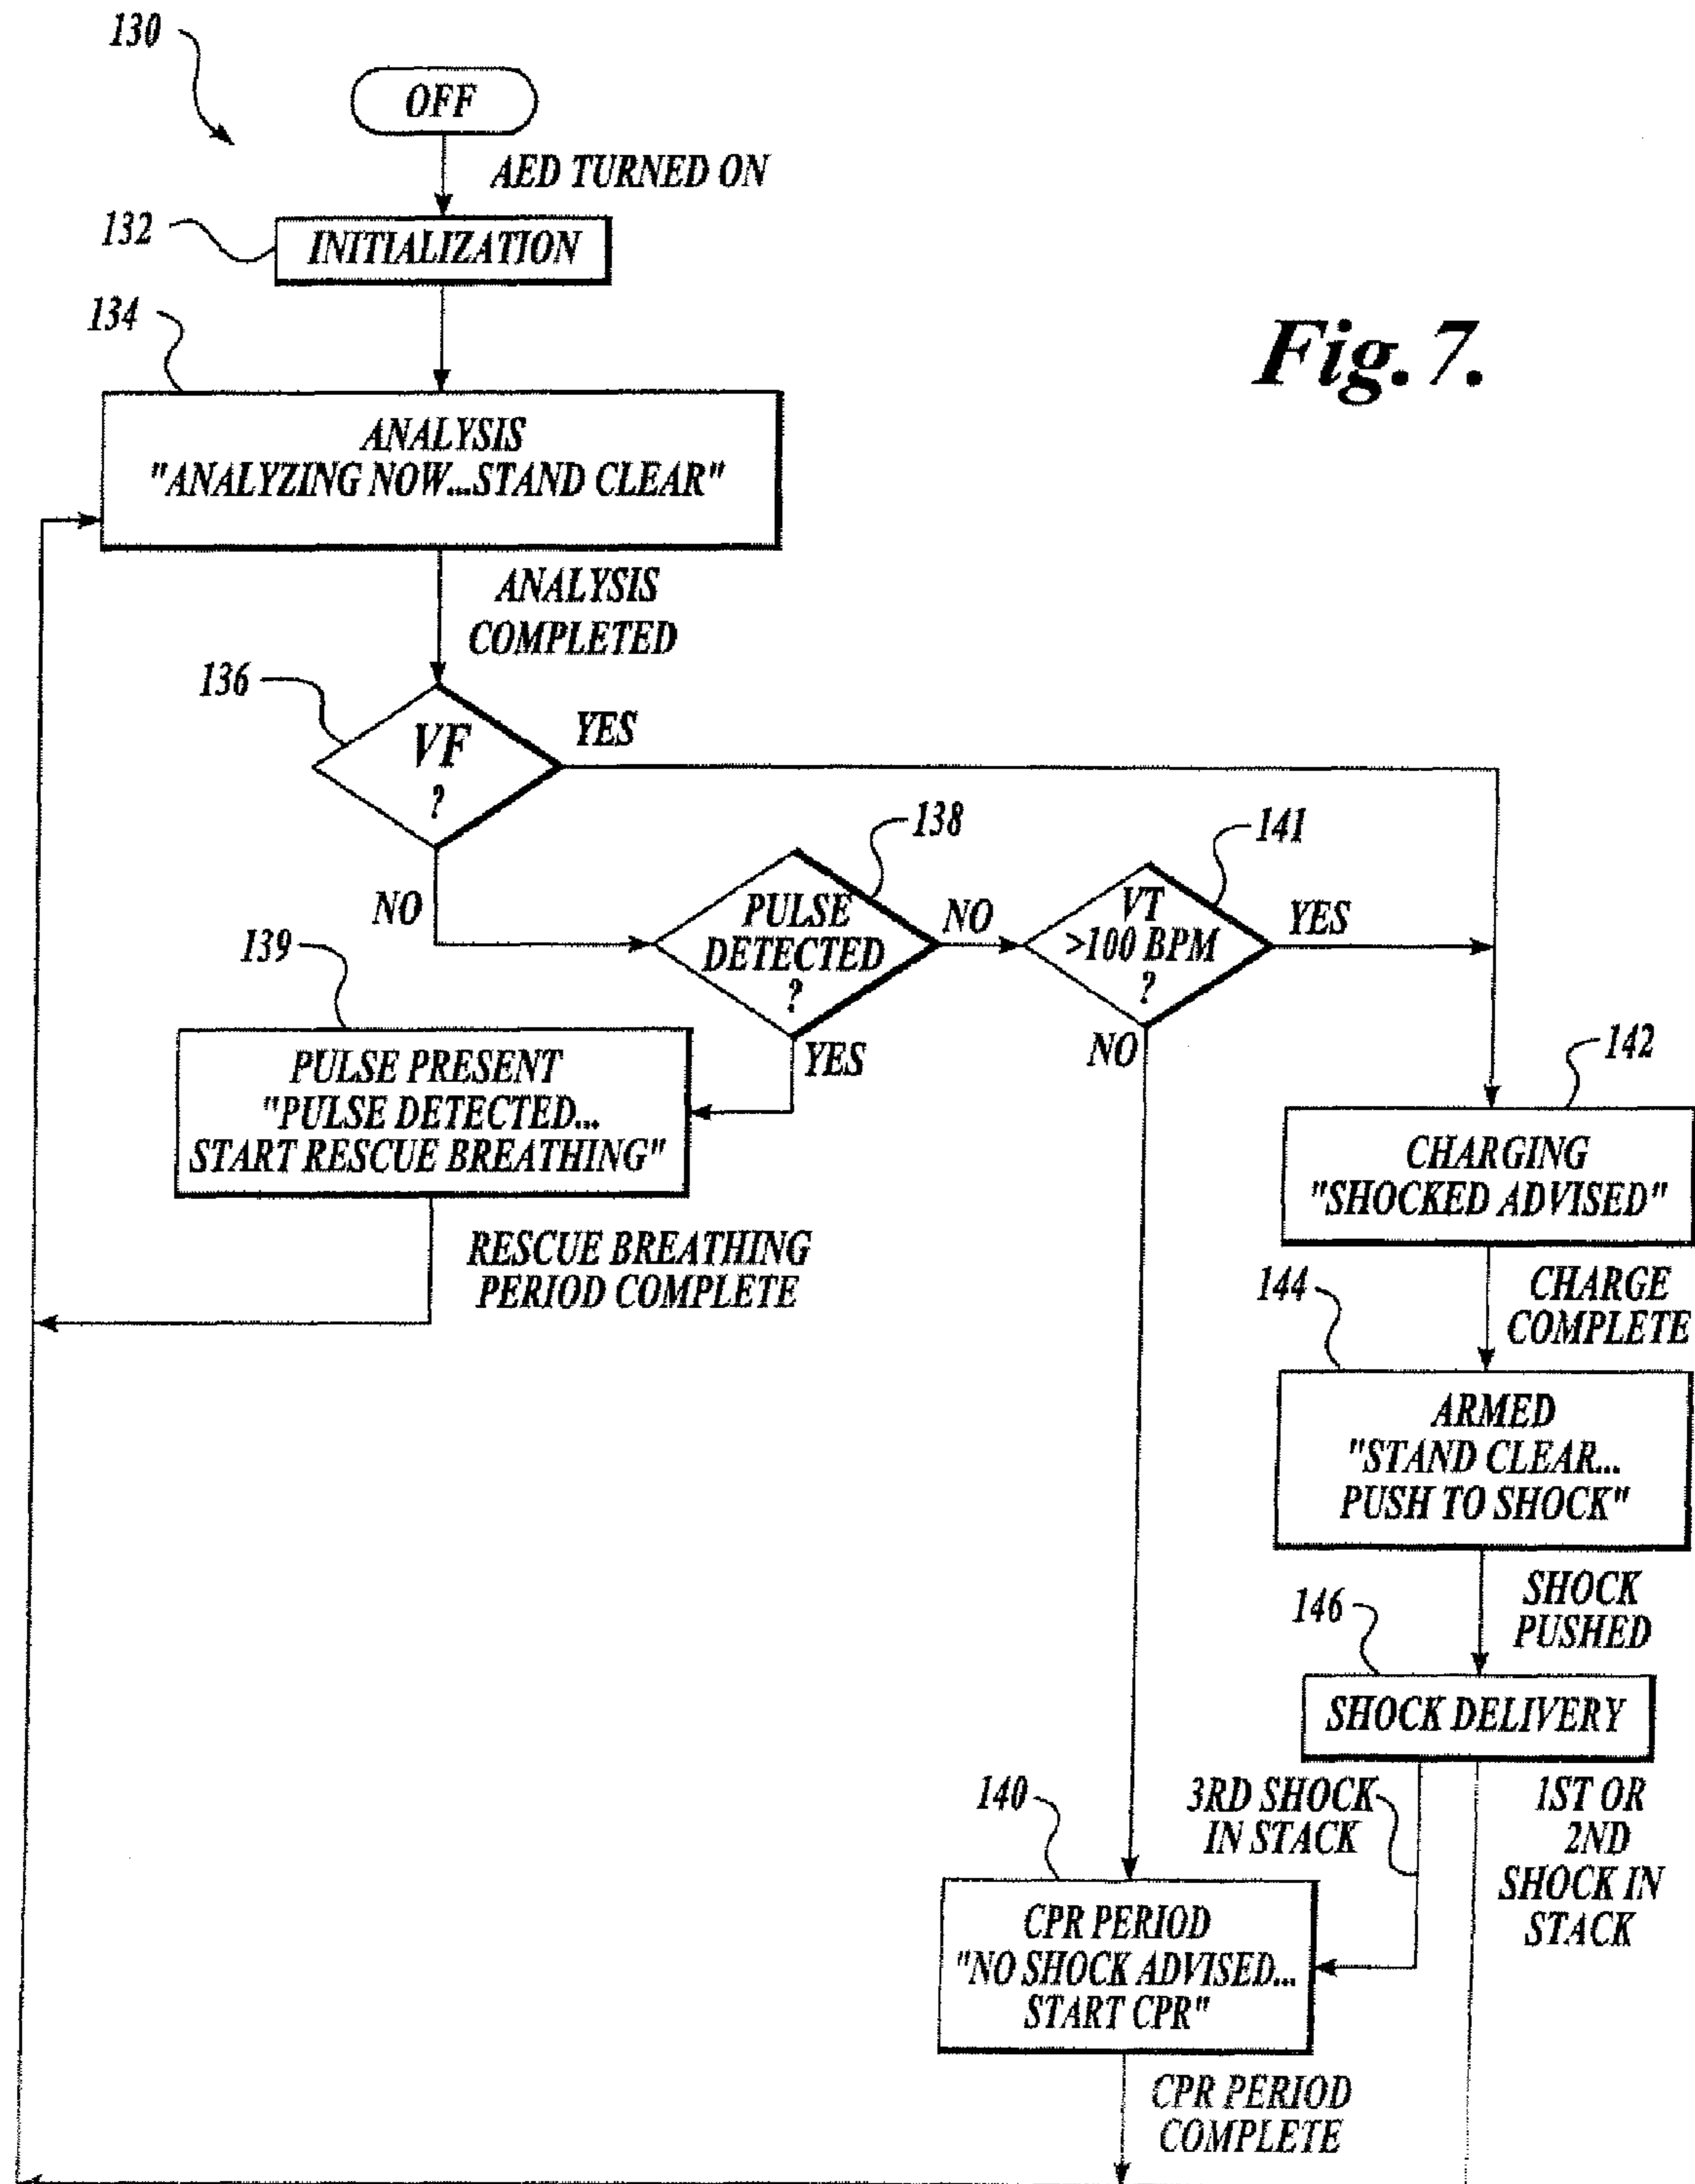 130
OFF
AED TURNED ON
132
INITIALIZATION
134
Fig. 7.
ANALYSIS
"ANALYZING NOW...STAND CLEAR"
ANALYSIS
COMPLETED
136
VF
?
YES
NO
138
PULSE
DETECTED
?
NO
YES
141
VT
>100 BPM
?
YES
NO
139
PULSE PRESENT
"PULSE DETECTED...
START RESCUE BREATHING"
RESCUE BREATHING
PERIOD COMPLETE
142
CHARGING
"SHOCKED ADVISED"
CHARGE
COMPLETE
144
ARMED
"STAND CLEAR...
PUSH TO SHOCK"
SHOCK
PUSHED
146
SHOCK DELIVERY
3RD SHOCK
IN STACK
1ST OR
2ND
SHOCK IN
STACK
140
CPR PERIOD
"NO SHOCK ADVISED...
START CPR"
CPR PERIOD
COMPLETE